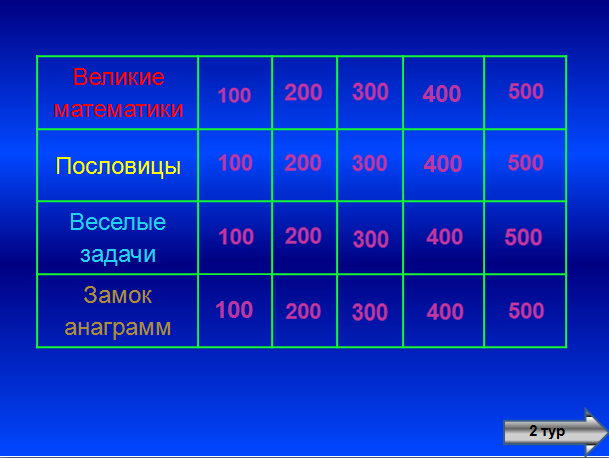 Великие
математики
100 200 300 400 500
Пословицы
100 200 300 400 500
Веселые
задачи
100 200 300 400 500
Замок
анаграмм
100 200 300 400 500
2 тур